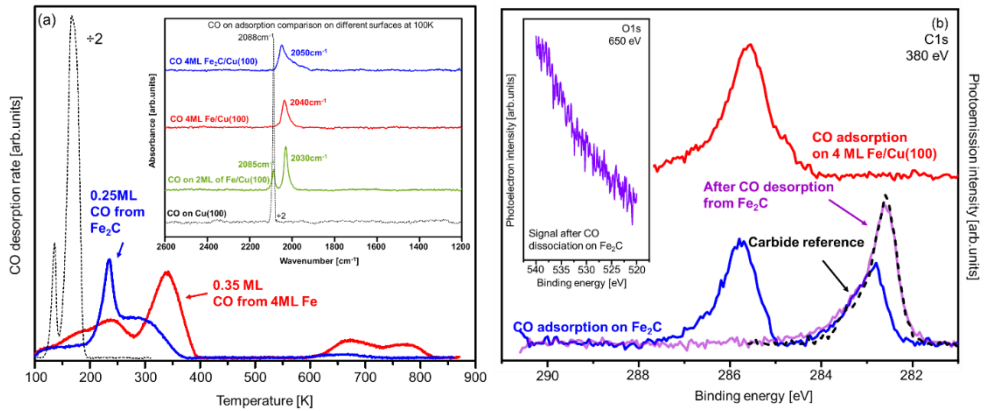 (a)
÷2
CO on adsorption comparison on different surfaces at 100K
2088cm⁻¹
2050cm⁻¹
CO 4ML Fe₂C/Cu(100)
2040cm⁻¹
CO 4ML Fe/Cu(100)
2085cm⁻¹
2030cm⁻¹
CO on 2ML of Fe/Cu(100)
÷2
CO on Cu(100)
2600 2400 2200 2000 1800 1600 1400 1200
Wavenumber [cm⁻¹]
Absorbance [arb.units]
0.25ML
CO from
Fe₂C
0.35 ML
CO from 4ML Fe
CO desorption rate [arb.units]
100 200 300 400 500 600 700 800 900
Temperature [K]
(b)
C1s
380 eV
O1s
650 eV
Photoelectron intensity [arb.units]
Signal after CO
dissociation on Fe₂C
540 535 530 525 520
Binding energy [eV]
CO adsorption
on 4 ML Fe/Cu(100)
After CO desorption
from Fe₂C
Carbide reference
CO adsorption on Fe₂C
290 288 286 284 282
Binding energy [eV]
Photoemission intensity [arb.units]